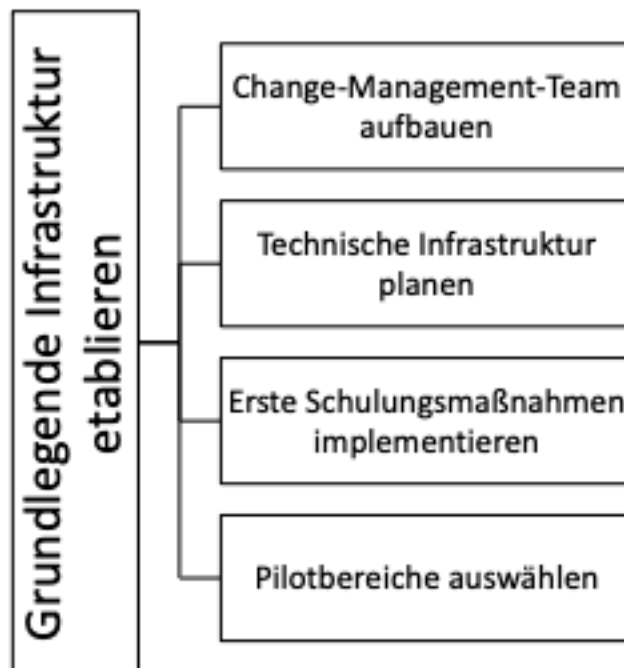 Grundlegende Infrastruktur
etablieren
Change-Management-Team
aufbauen
Technische Infrastruktur
planen
Erste Schulungsmaßnahmen
implementieren
Pilotbereiche auswählen